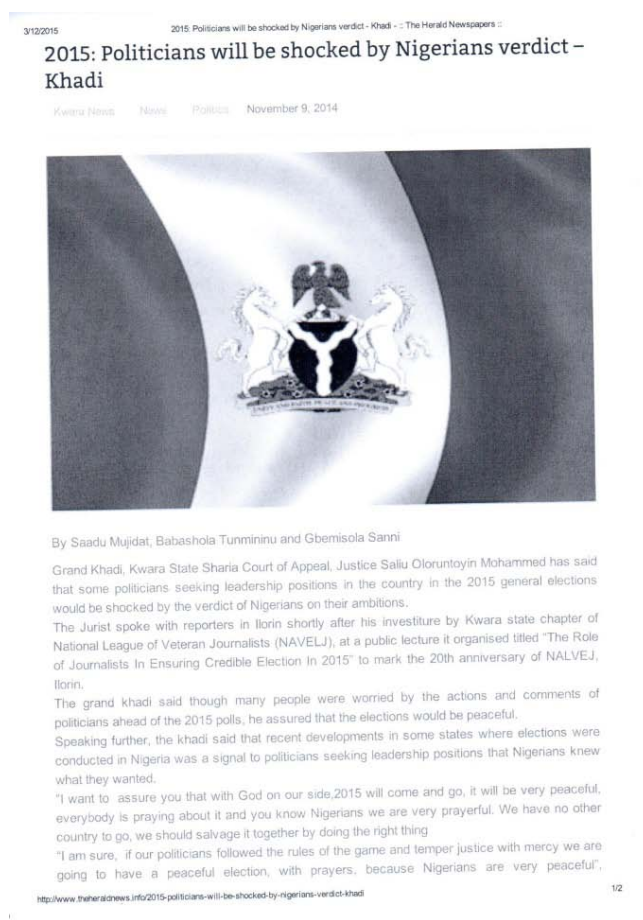 3/12/2015
2015: Politicians will be shocked by Nigerians verdict - Khadi - :: The Herald Newspapers ::
2015: Politicians will be shocked by Nigerians verdict –
Khadi
Kwara News News Politics November 9, 2014
UNITY AND FAITH, PEACE AND PROGRESS
By Saadu Mujidat, Babashola Tunmininu and Gbemisola Sanni
Grand Khadi, Kwara State Sharia Court of Appeal, Justice Saliu Oloruntoyin Mohammed has said
that some politicians seeking leadership positions in the country in the 2015 general elections
would be shocked by the verdict of Nigerians on their ambitions.
The Jurist spoke with reporters in Ilorin shortly after his investiture by Kwara state chapter of
National League of Veteran Journalists (NAVELJ), at a public lecture it organised titled "The Role
of Journalists In Ensuring Credible Election In 2015" to mark the 20th anniversary of NALVEJ,
Ilorin.
The grand khadi said though many people were worried by the actions and comments of
politicians ahead of the 2015 polls, he assured that the elections would be peaceful.
Speaking further, the khadi said that recent developments in some states where elections were
conducted in Nigeria was a signal to politicians seeking leadership positions that Nigerians knew
what they wanted.
"I want to assure you that with God on our side,2015 will come and go, it will be very peaceful,
everybody is praying about it and you know Nigerians we are very prayerful. We have no other
country to go, we should salvage it together by doing the right thing
"I am sure, if our politicians followed the rules of the game and temper justice with mercy we are
going to have a peaceful election, with prayers, because Nigerians are very peaceful",
http://www.theheraldnews.info/2015-politicians-will-be-shocked-by-nigerians-verdict-khadi
1/2